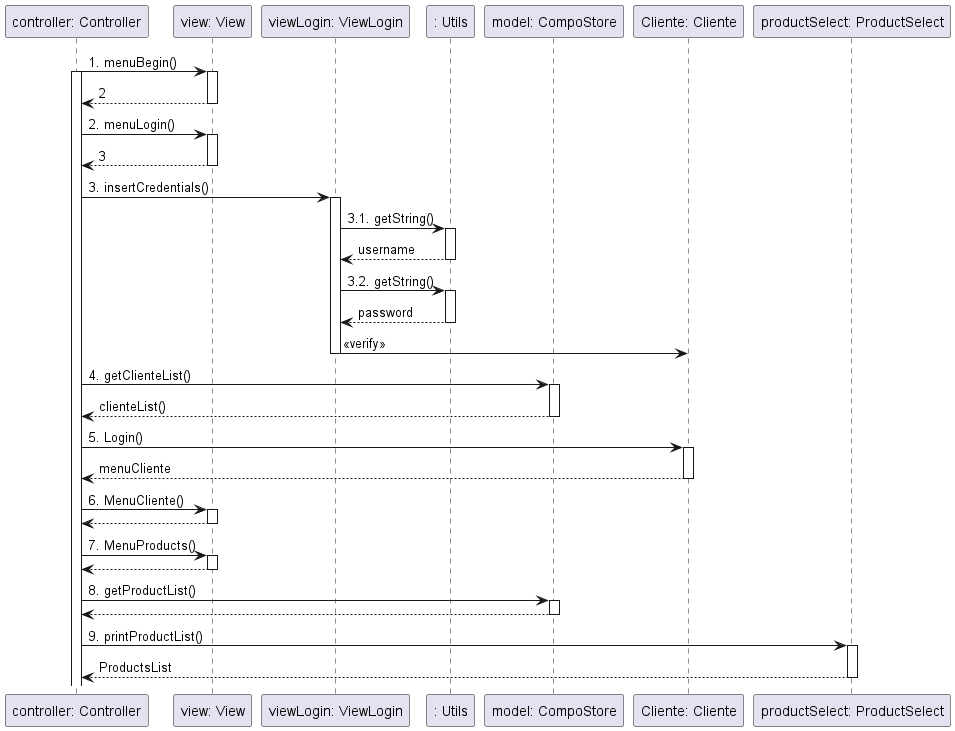 controller: Controller view: View viewLogin: ViewLogin : Utils model: CompoStore Cliente: Cliente productSelect: ProductSelect
1. menuBegin()
2
2. menuLogin()
3
3. insertCredentials()
3.1. getString()
username
3.2. getString()
password
«verify»
4. getClienteList()
clienteList()
5. Login()
menuCliente
6. MenuCliente()
7. MenuProducts()
8. getProductList()
9. printProductList()
ProductsList
controller: Controller view: View viewLogin: ViewLogin : Utils model: CompoStore Cliente: Cliente productSelect: ProductSelect